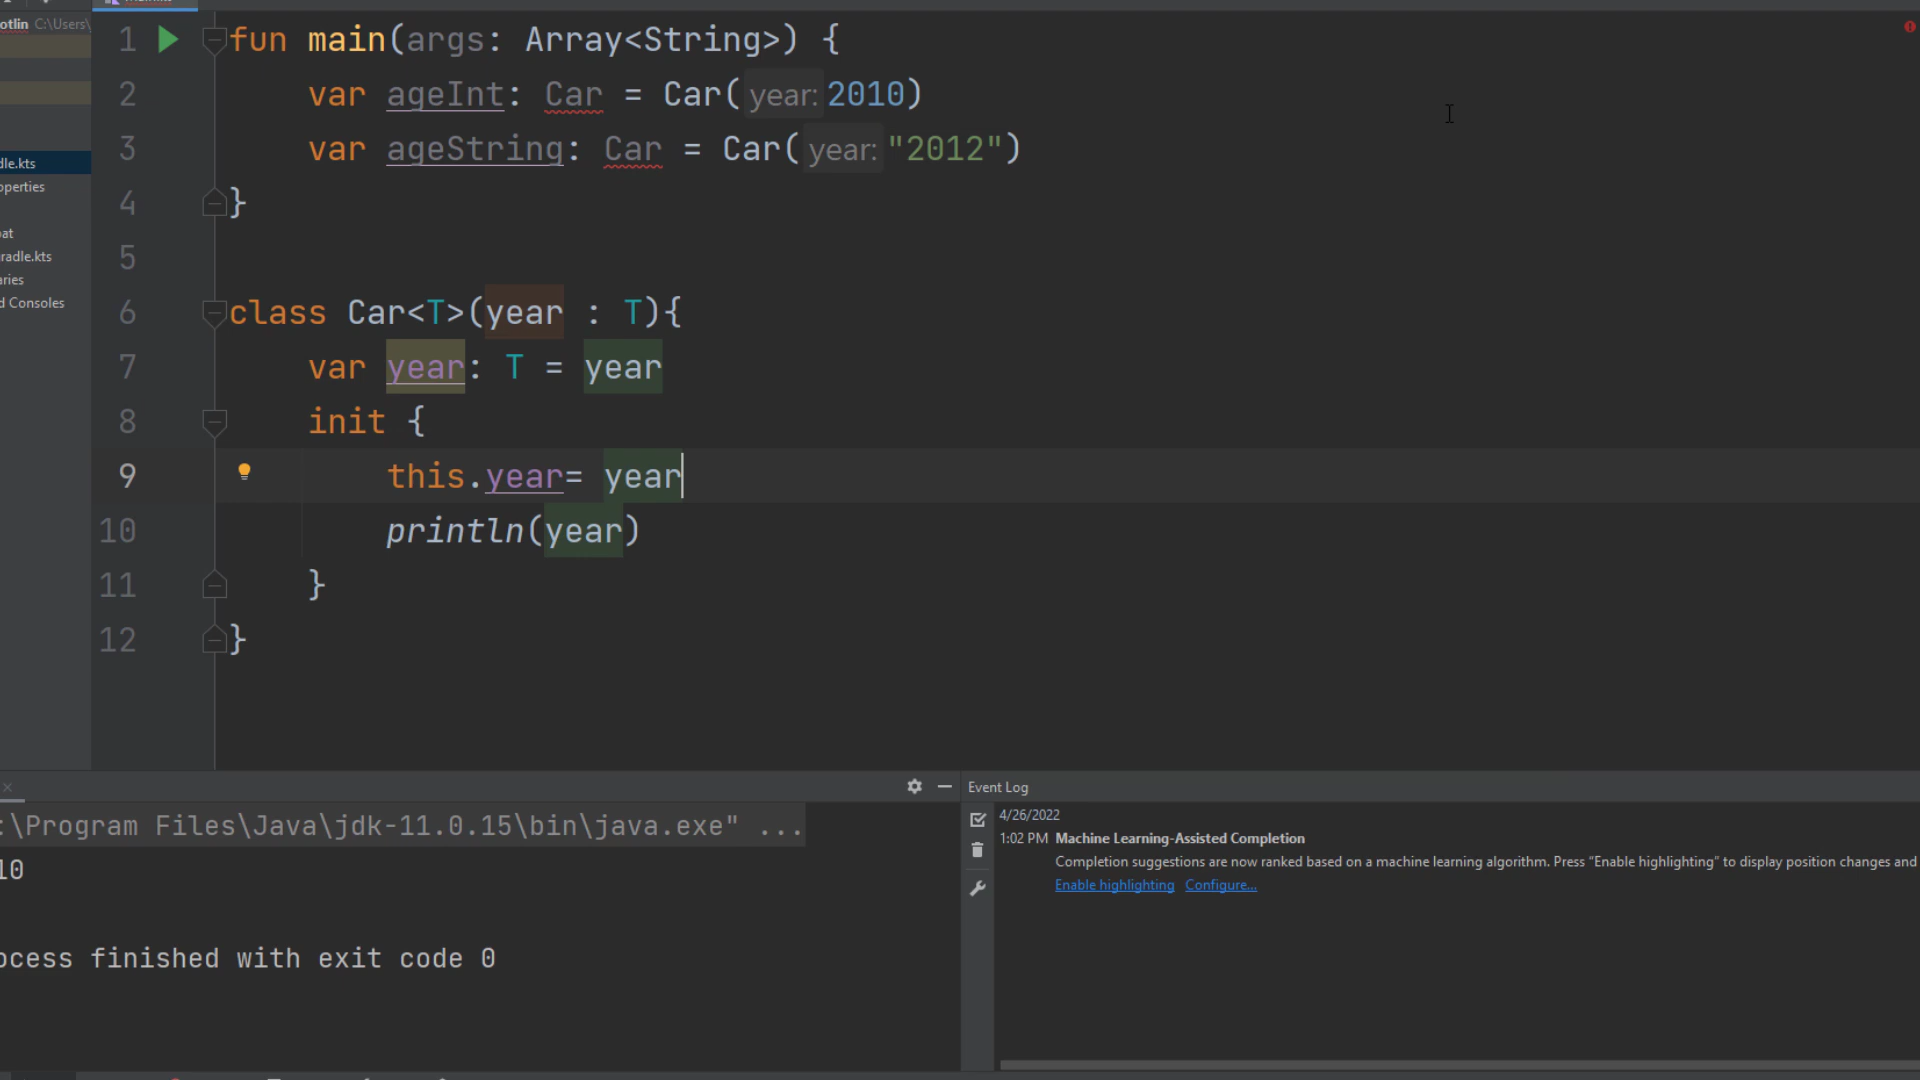 otlin C:\Users\
dle.kts
operties
at
radle.kts
aries
d Consoles
1 fun main(args: Array<String>) {
2 var ageInt: Car = Car( year: 2010)
3 var ageString: Car = Car( year: "2012")
4 }
5
6 class Car<T>(year : T){
7 var year: T = year
8 init {
9 this.year= year
10 println(year)
11 }
12 }
:\Program Files\Java\jdk-11.0.15\bin\java.exe" ...
10
ocess finished with exit code 0
Event Log
4/26/2022
1:02 PM Machine Learning-Assisted Completion
Completion suggestions are now ranked based on a machine learning algorithm. Press "Enable highlighting" to display position changes and
Enable highlighting Configure...